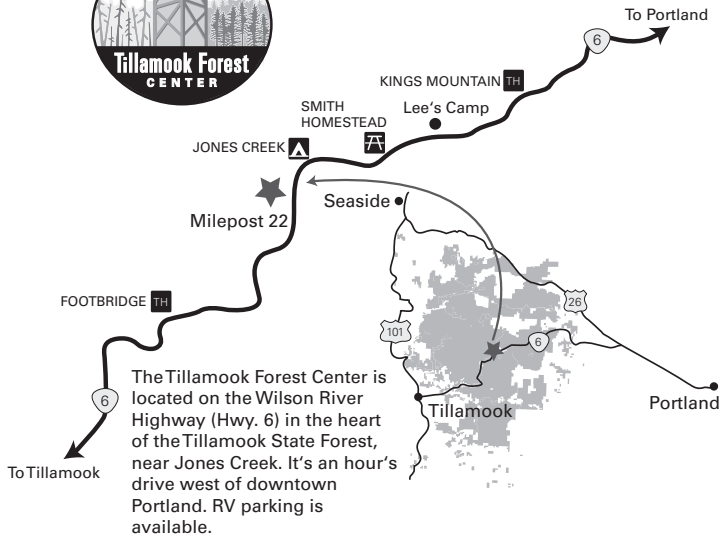 To Portland
6
Tillamook Forest
CENTER
KINGS MOUNTAIN TH
SMITH
HOMESTEAD
Lee's Camp
JONES CREEK
Seaside
Milepost 22
FOOTBRIDGE TH
26
101
6
6
Tillamook
Portland
To Tillamook
The Tillamook Forest Center is
located on the Wilson River
Highway (Hwy. 6) in the heart
of the Tillamook State Forest,
near Jones Creek. It's an hour's
drive west of downtown
Portland. RV parking is
available.